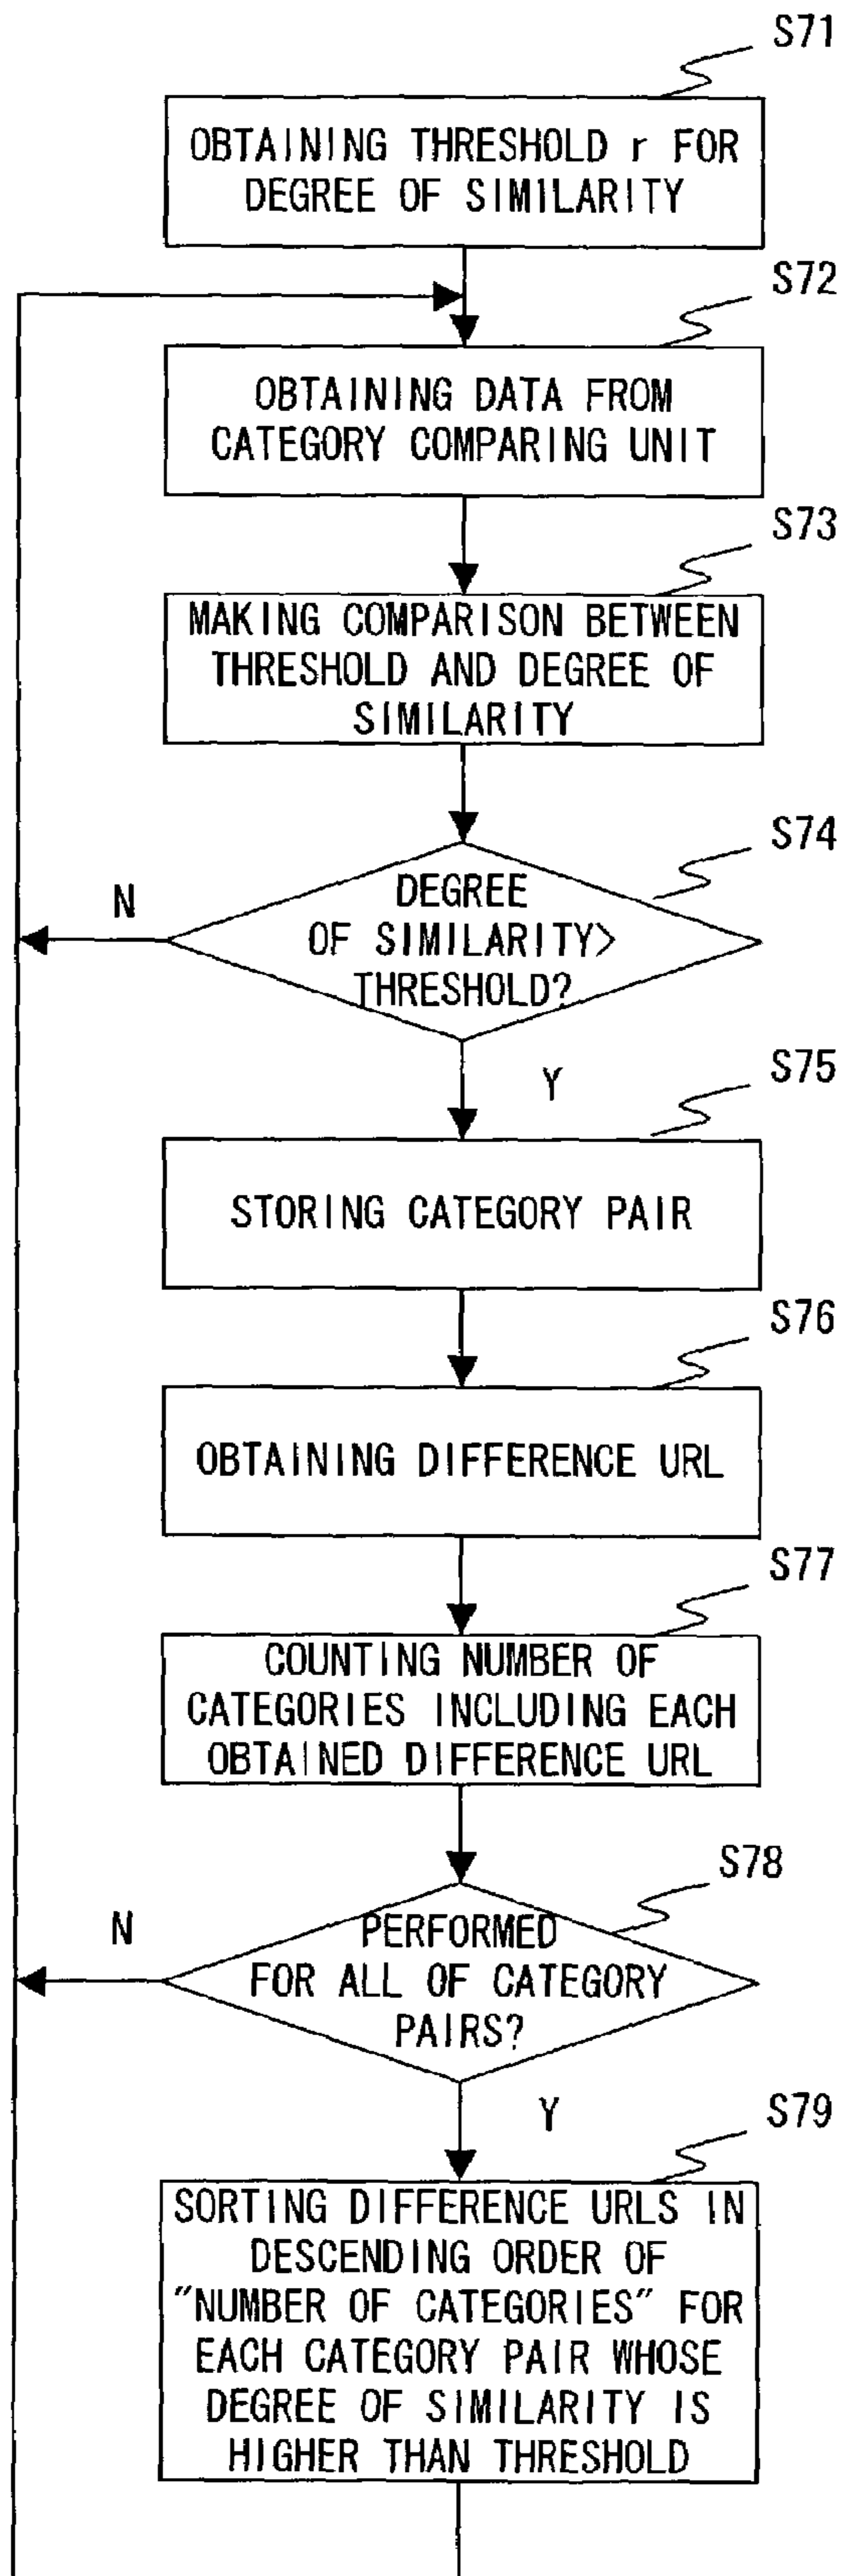 S71
OBTAINING THRESHOLD r FOR
DEGREE OF SIMILARITY
S72
OBTAINING DATA FROM
CATEGORY COMPARING UNIT
S73
MAKING COMPARISON BETWEEN
THRESHOLD AND DEGREE OF
SIMILARITY
S74
DEGREE
OF SIMILARITY>
THRESHOLD?
N
Y
S75
STORING CATEGORY PAIR
S76
OBTAINING DIFFERENCE URL
S77
COUNTING NUMBER OF
CATEGORIES INCLUDING EACH
OBTAINED DIFFERENCE URL
S78
PERFORMED
FOR ALL OF CATEGORY
PAIRS?
N
Y
S79
SORTING DIFFERENCE URLS IN
DESCENDING ORDER OF
"NUMBER OF CATEGORIES" FOR
EACH CATEGORY PAIR WHOSE
DEGREE OF SIMILARITY IS
HIGHER THAN THRESHOLD